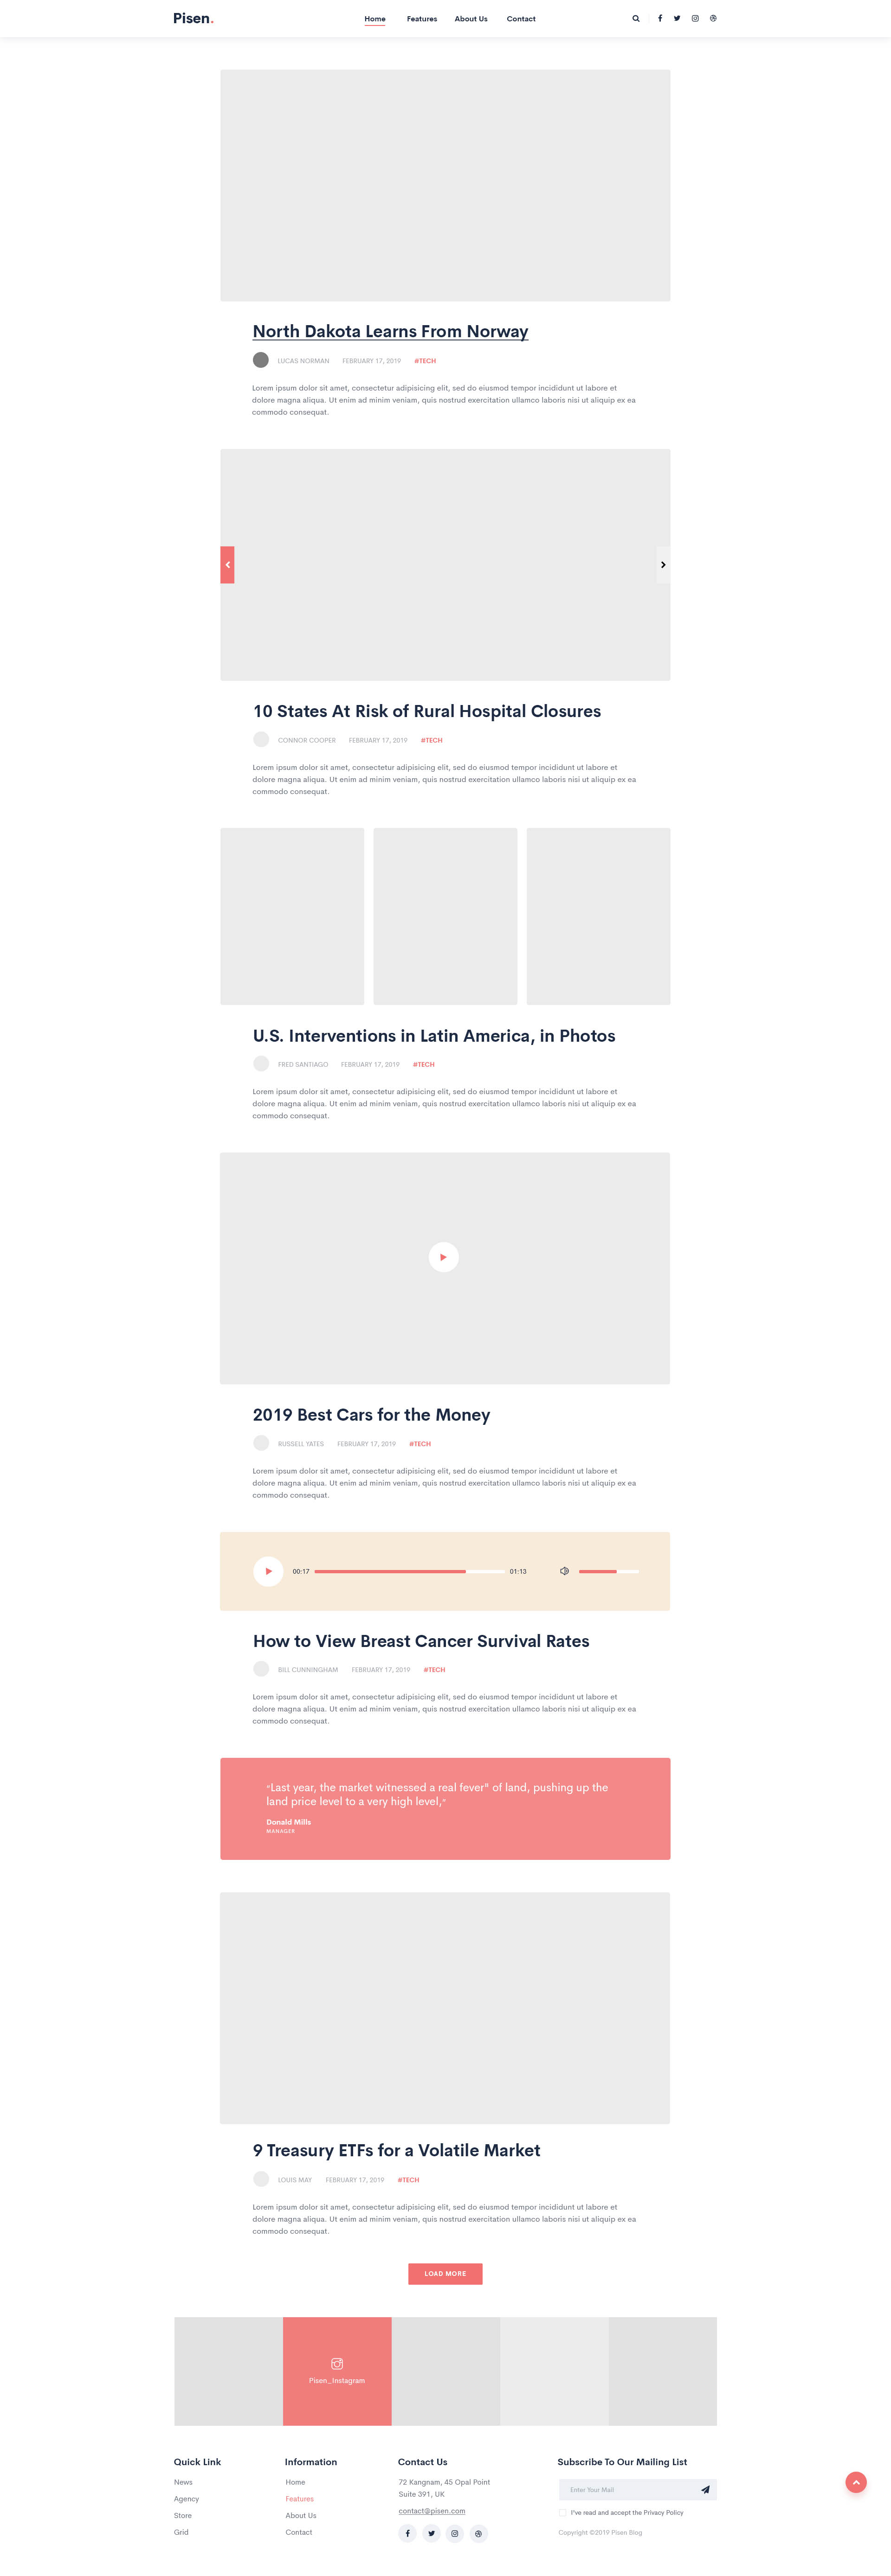 Pisen.
Home Features About Us Contact
North Dakota Learns From Norway
LUCAS NORMAN FEBRUARY 17, 2019 #TECH
Lorem ipsum dolor sit amet, consectetur adipisicing elit, sed do eiusmod tempor incididunt ut labore et
dolore magna aliqua. Ut enim ad minim veniam, quis nostrud exercitation ullamco laboris nisi ut aliquip ex ea
commodo consequat.
10 States At Risk of Rural Hospital Closures
CONNOR COOPER FEBRUARY 17, 2019 #TECH
Lorem ipsum dolor sit amet, consectetur adipisicing elit, sed do eiusmod tempor incididunt ut labore et
dolore magna aliqua. Ut enim ad minim veniam, quis nostrud exercitation ullamco laboris nisi ut aliquip ex ea
commodo consequat.
U.S. Interventions in Latin America, in Photos
FRED SANTIAGO FEBRUARY 17, 2019 #TECH
Lorem ipsum dolor sit amet, consectetur adipisicing elit, sed do eiusmod tempor incididunt ut labore et
dolore magna aliqua. Ut enim ad minim veniam, quis nostrud exercitation ullamco laboris nisi ut aliquip ex ea
commodo consequat.
2019 Best Cars for the Money
RUSSELL YATES FEBRUARY 17, 2019 #TECH
Lorem ipsum dolor sit amet, consectetur adipisicing elit, sed do eiusmod tempor incididunt ut labore et
dolore magna aliqua. Ut enim ad minim veniam, quis nostrud exercitation ullamco laboris nisi ut aliquip ex ea
commodo consequat.
00:17 01:13
How to View Breast Cancer Survival Rates
BILL CUNNINGHAM FEBRUARY 17, 2019 #TECH
Lorem ipsum dolor sit amet, consectetur adipisicing elit, sed do eiusmod tempor incididunt ut labore et
dolore magna aliqua. Ut enim ad minim veniam, quis nostrud exercitation ullamco laboris nisi ut aliquip ex ea
commodo consequat.
“Last year, the market witnessed a real fever" of land, pushing up the
land price level to a very high level,”
Donald Mills
MANAGER
9 Treasury ETFs for a Volatile Market
LOUIS MAY FEBRUARY 17, 2019 #TECH
Lorem ipsum dolor sit amet, consectetur adipisicing elit, sed do eiusmod tempor incididunt ut labore et
dolore magna aliqua. Ut enim ad minim veniam, quis nostrud exercitation ullamco laboris nisi ut aliquip ex ea
commodo consequat.
LOAD MORE
Pisen_Instagram
Quick Link
News
Agency
Store
Grid
Information
Home
Features
About Us
Contact
Contact Us
72 Kangnam, 45 Opal Point
Suite 391, UK
contact@pisen.com
Subscribe To Our Mailing List
Enter Your Mail
I've read and accept the Privacy Policy
Copyright ©2019 Pisen Blog